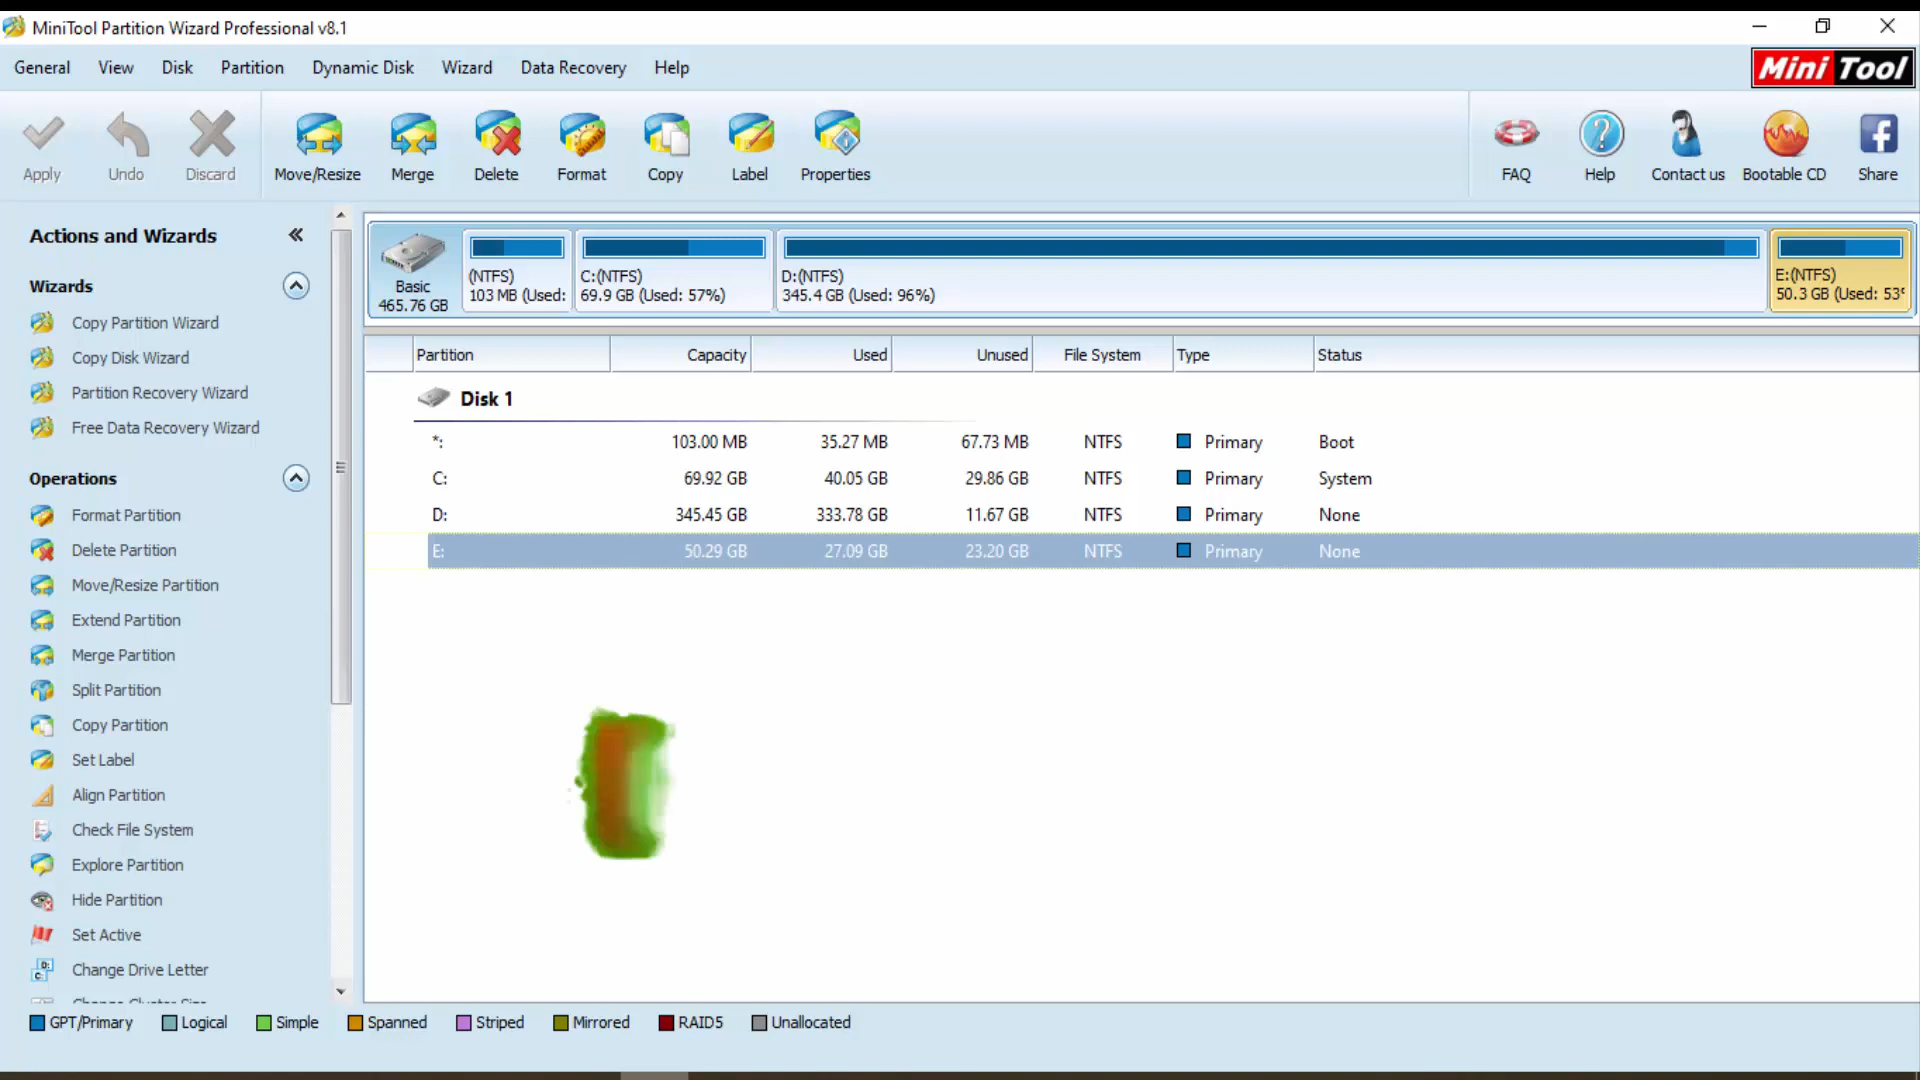 MiniTool Partition Wizard Professional v8.1
General View Disk Partition Dynamic Disk Wizard Data Recovery Help
Mini Tool
Apply Undo Discard Move/Resize Merge Delete Format Copy Label Properties FAQ Help Contact us Bootable CD Share
Actions and Wizards
Wizards
Copy Partition Wizard
Copy Disk Wizard
Partition Recovery Wizard
Free Data Recovery Wizard
Operations
Format Partition
Delete Partition
Move/Resize Partition
Extend Partition
Merge Partition
Split Partition
Copy Partition
Set Label
Align Partition
Check File System
Explore Partition
Hide Partition
Set Active
Change Drive Letter
Change Cluster Size
Basic
465.76 GB
(NTFS)
103 MB (Used:
C:(NTFS)
69.9 GB (Used: 57%)
D:(NTFS)
345.4 GB (Used: 96%)
E:(NTFS)
50.3 GB (Used: 53%
Partition Capacity Used Unused File System Type Status
Disk 1
*: 103.00 MB 35.27 MB 67.73 MB NTFS Primary Boot
C: 69.92 GB 40.05 GB 29.86 GB NTFS Primary System
D: 345.45 GB 333.78 GB 11.67 GB NTFS Primary None
E: 50.29 GB 27.09 GB 23.20 GB NTFS Primary None
GPT/Primary Logical Simple Spanned Striped Mirrored RAID5 Unallocated